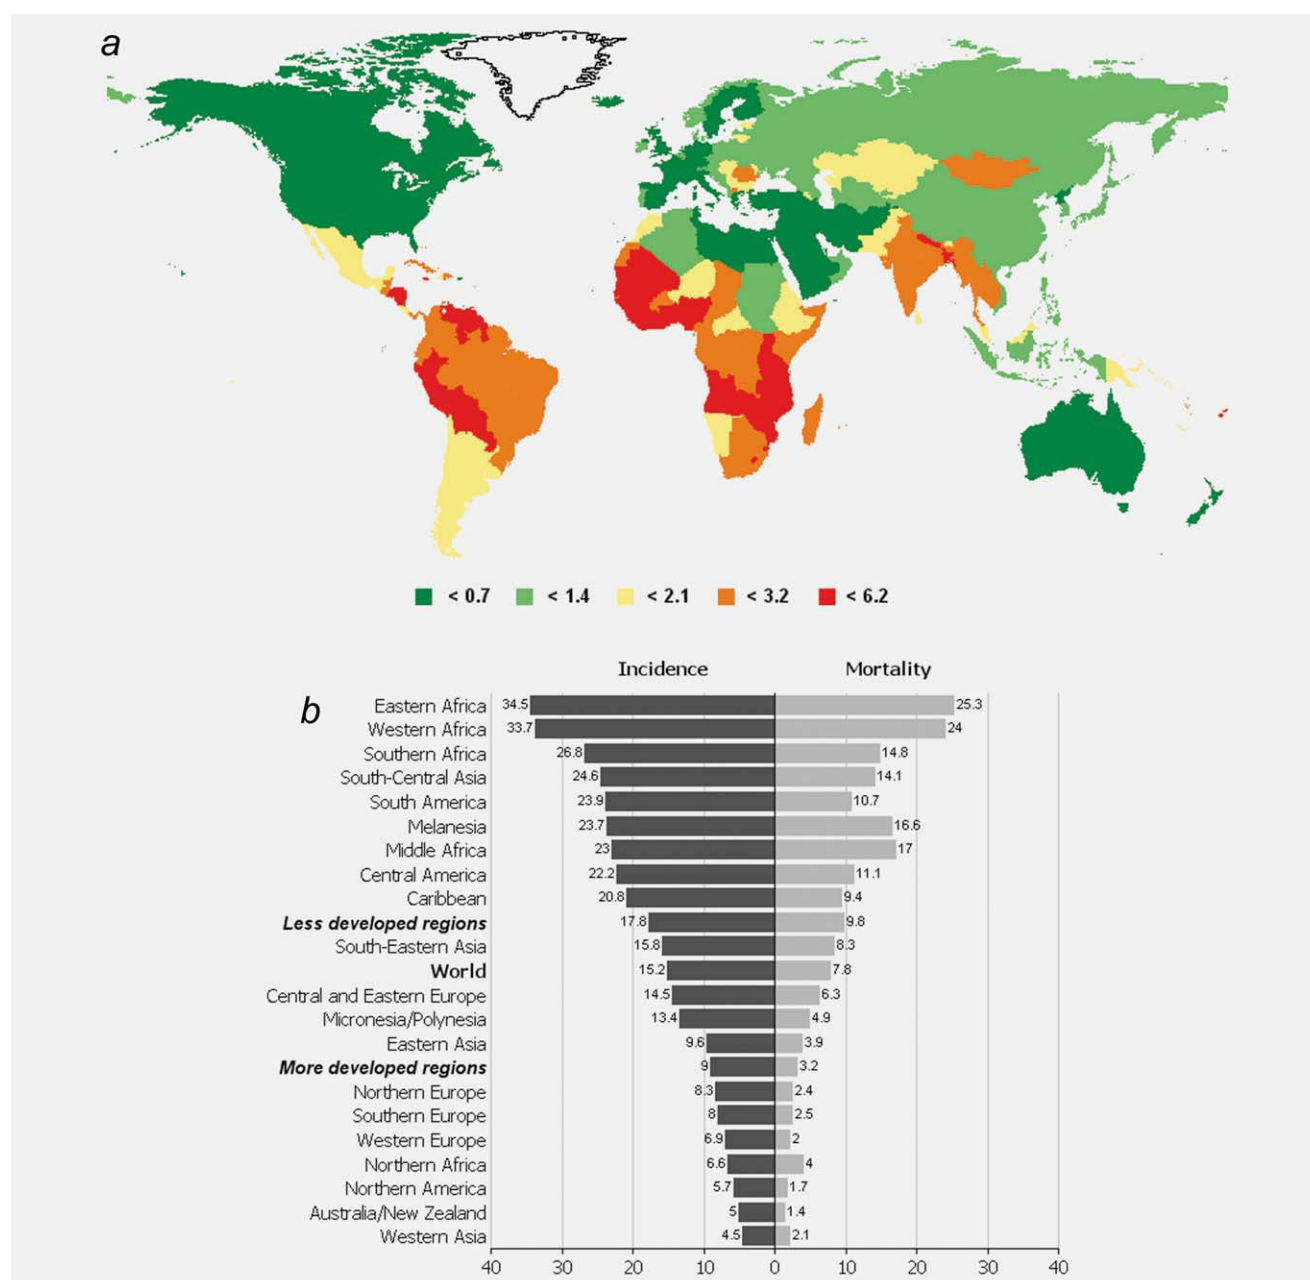 a
< 0.7 < 1.4 < 2.1 < 3.2 < 6.2
Incidence Mortality
b
Eastern Africa 34.5 25.3
Western Africa 33.7 24
Southern Africa 26.8 14.8
South-Central Asia 24.6 14.1
South America 23.9 10.7
Melanesia 23.7 16.6
Middle Africa 23 17
Central America 22.2 11.1
Caribbean 20.8 9.4
Less developed regions 17.8 9.8
South-Eastern Asia 15.8 8.3
World 15.2 7.8
Central and Eastern Europe 14.5 6.3
Micronesia/Polynesia 13.4 4.9
Eastern Asia 9.6 3.9
More developed regions 9 3.2
Northern Europe 8.3 2.4
Southern Europe 8 2.5
Western Europe 6.9 2
Northern Africa 6.6 4
Northern America 5.7 1.7
Australia/New Zealand 5 1.4
Western Asia 4.5 2.1
40 30 20 10 0 10 20 30 40